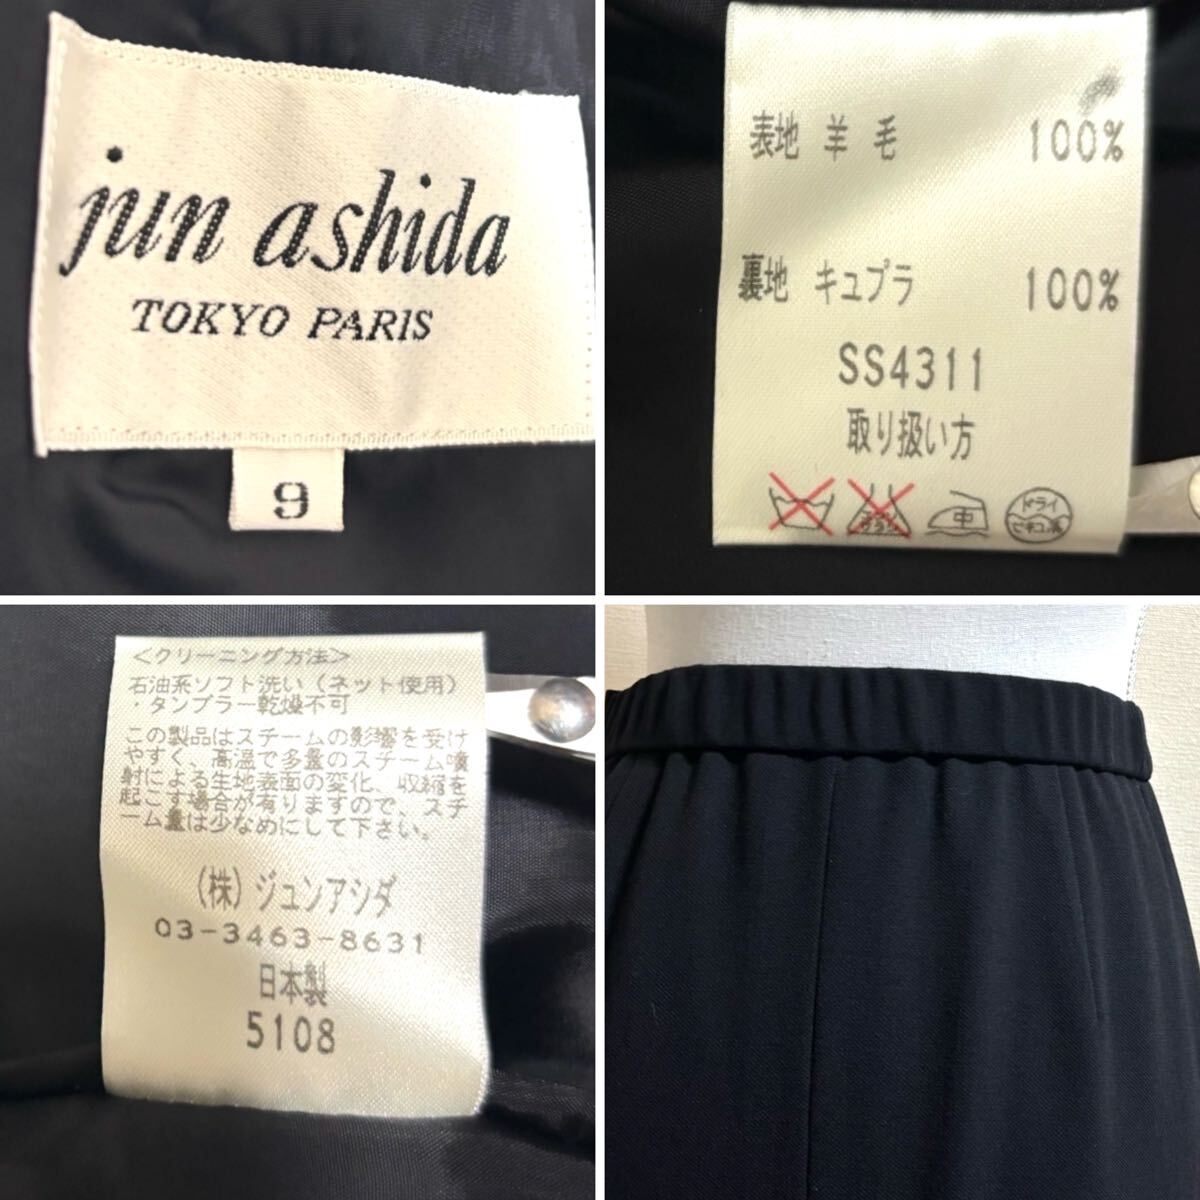 jun ashida
TOKYO PARIS
9
表地 羊毛 100%
裏地 キュプラ 100%
SS4311
取り扱い方
中
ドライ
セキユ系
<クリーニング方法>
石油系ソフト洗い(ネット使用)
・タンブラー乾燥不可
この製品はスチームの影響を受け
やすく、高温で多量のスチーム噴
射による生地表面の変化、収縮を
起こす場合が有りますので、スチ
ーム量は少なめにして下さい。
(株)ジュンアシダ
03-3463-8631
日本製
5108